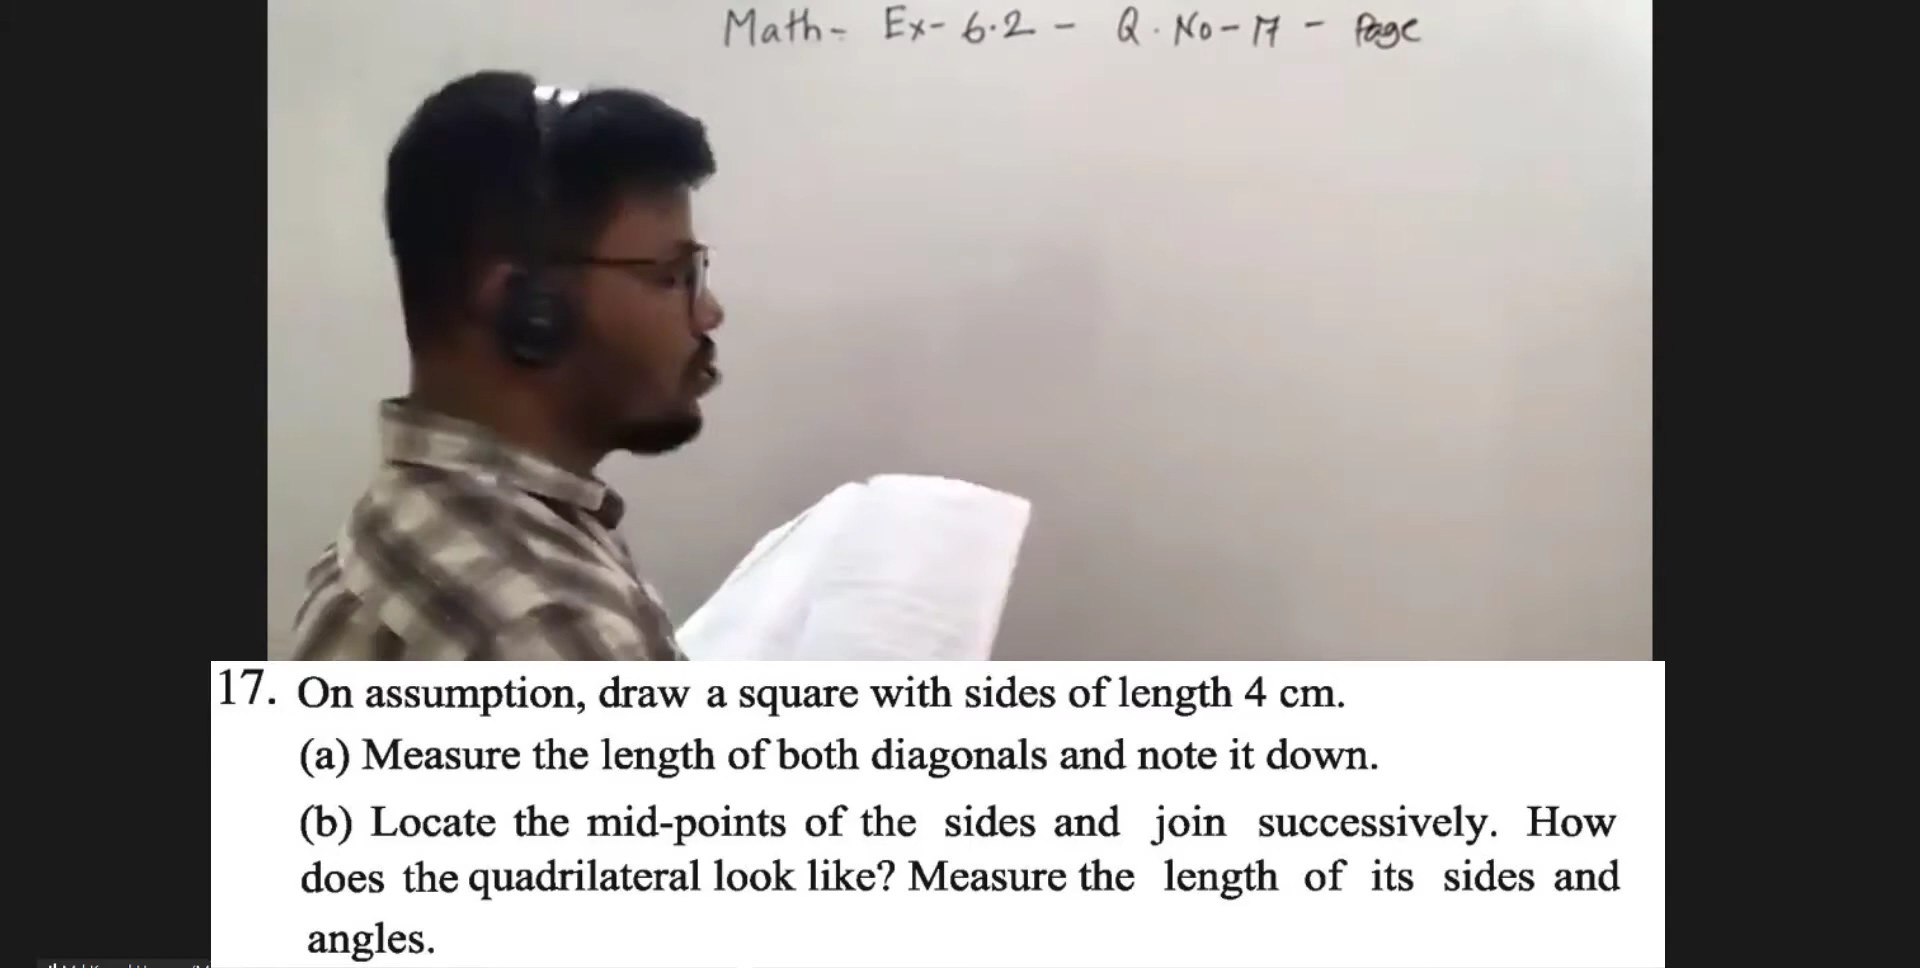 Math - Ex - 6.2 - Q. No - 17 - Page
17. On assumption, draw a square with sides of length 4 cm.
(a) Measure the length of both diagonals and note it down.
(b) Locate the mid-points of the sides and join successively. How
does the quadrilateral look like? Measure the length of its sides and
angles.